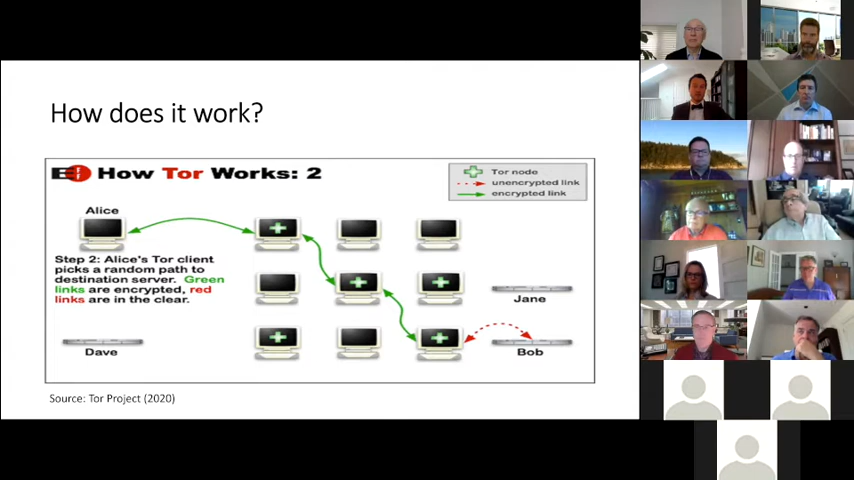 How does it work?
EFF How Tor Works: 2
Tor node
unencrypted link
encrypted link
Alice
Step 2: Alice's Tor client
picks a random path to
destination server. Green
links are encrypted, red
links are in the clear.
Jane
Dave
Bob
Source: Tor Project (2020)